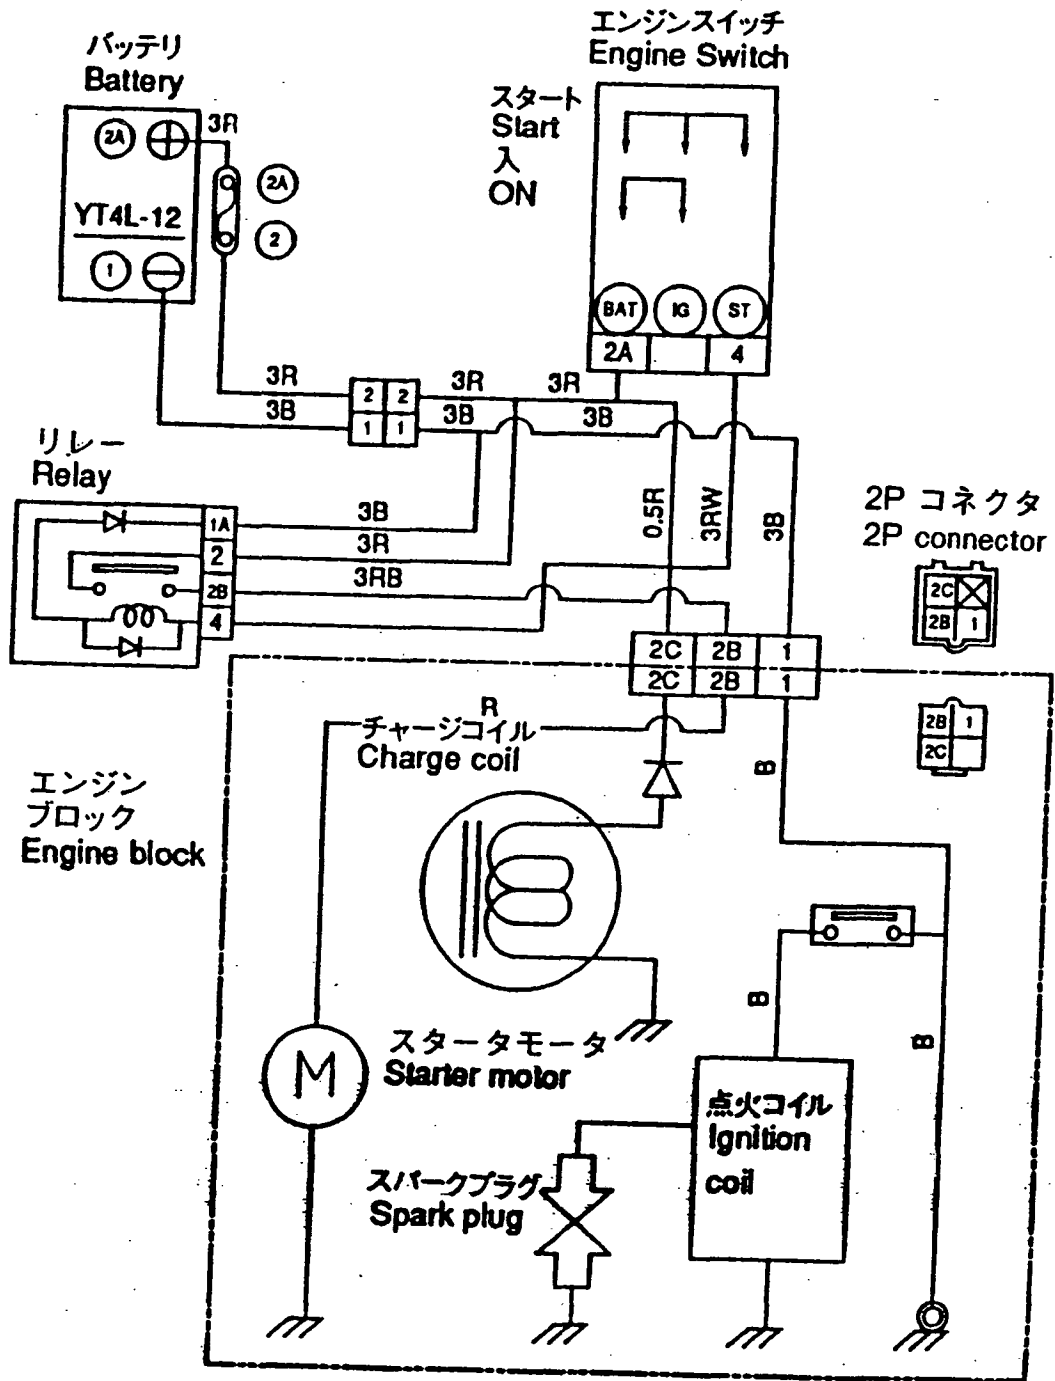 エンジンスイッチ
Engine Switch
バッテリ
Battery
スタート
Start
入
ON
2A
3R
2A
YT4L-12
2
1
BAT IG ST
2A 4
3R
3B
2 2
1 1
3R
3B
3R
3B
リレー
Relay
1A
2
2B
4
3B
3R
3RB
0.5R
3RW
3B
2P コネクタ
2P connector
2C
2B 1
2C 2B 1
2C 2B 1
2B 1
2C
R
チャージコイル
Charge coil
B
エンジン
ブロック
Engine block
B
B
スタータモータ
Starter motor
M
点火コイル
Ignition
coil
スパークプラグ
Spark plug